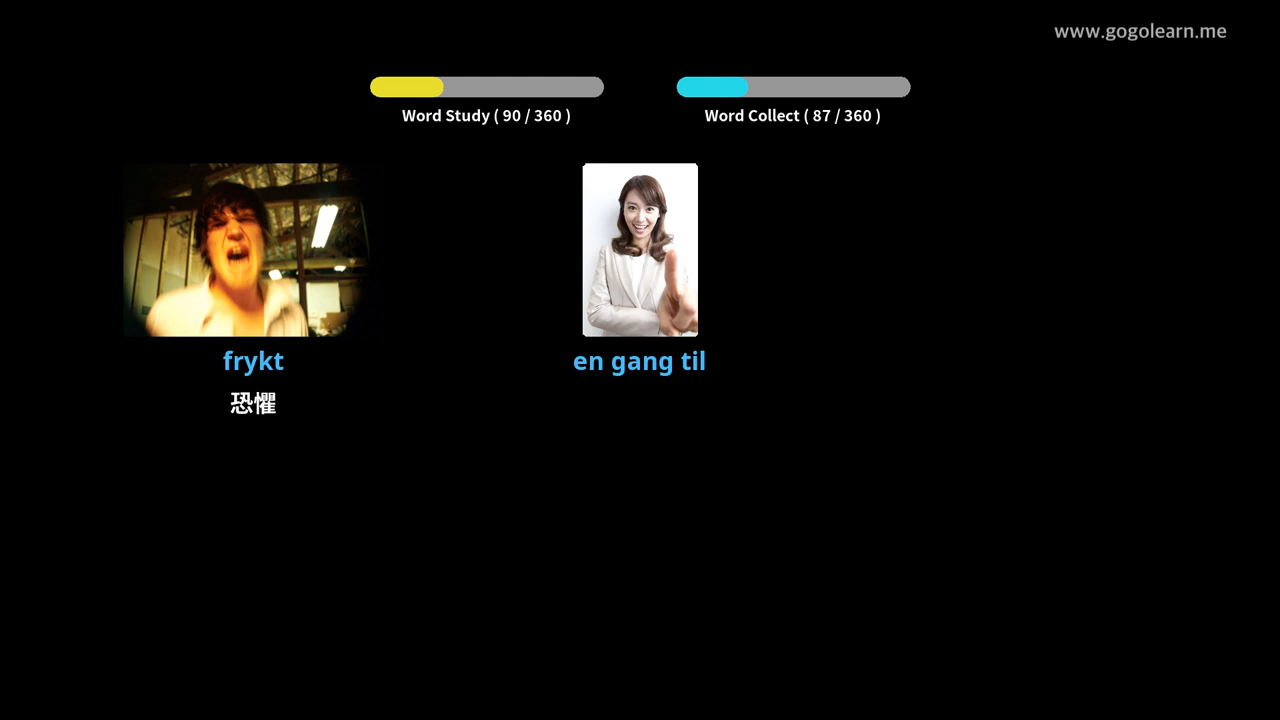 www.gogolearn.me
Word Study ( 90 / 360 )
Word Collect ( 87 / 360 )
frykt
en gang til
恐懼